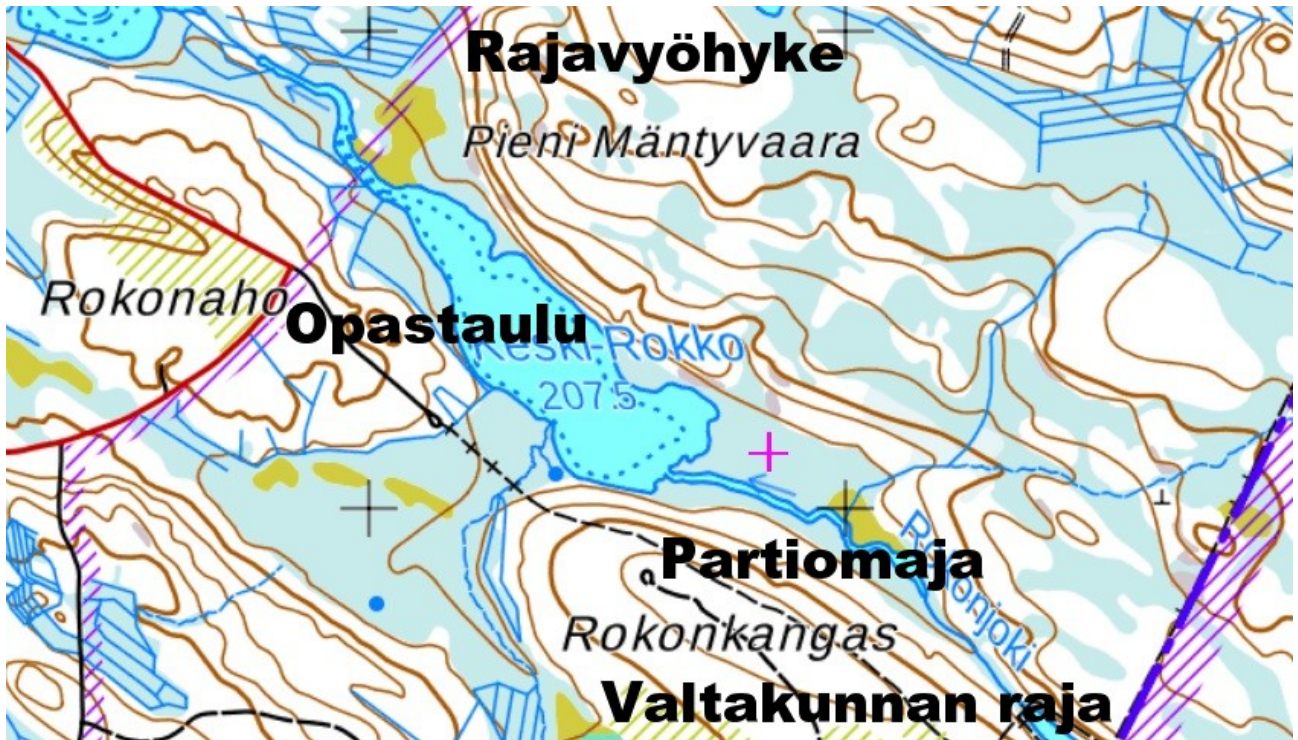 Rajavyöhyke
Pieni Mäntyvaara
Rokonaho
Opastaulu
Keski-Rokko
207.5
Partiomaja
Rokonjoki
Rokonkangas
Valtakunnan raja